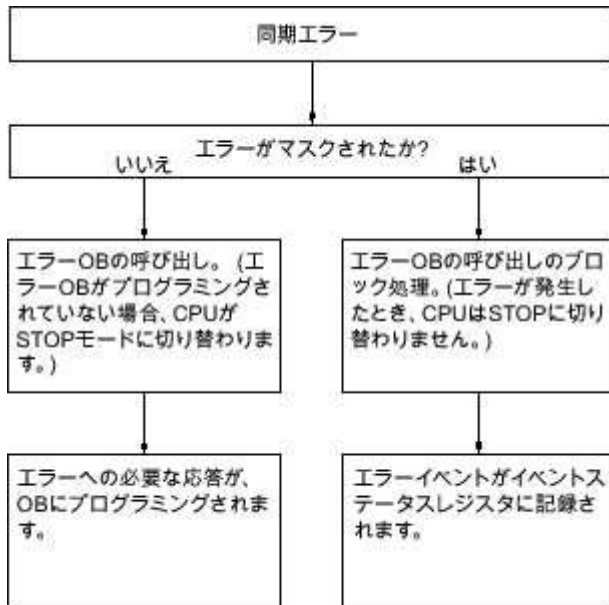 同期エラー
エラーがマスクされたか?
いいえ
はい
エラーOBの呼び出し。 (エ
ラーOBがプログラミングさ
れていない場合、CPUが
STOPモードに切り替わりま
す。)
エラーOBの呼び出しのブロ
ック処理。(エラーが発生し
たとき、CPUはSTOPに切り
替わりません。)
エラーへの必要な応答が、
OBにプログラミングされま
す。
エラーイベントがイベントス
テータスレジスタに記録さ
れます。